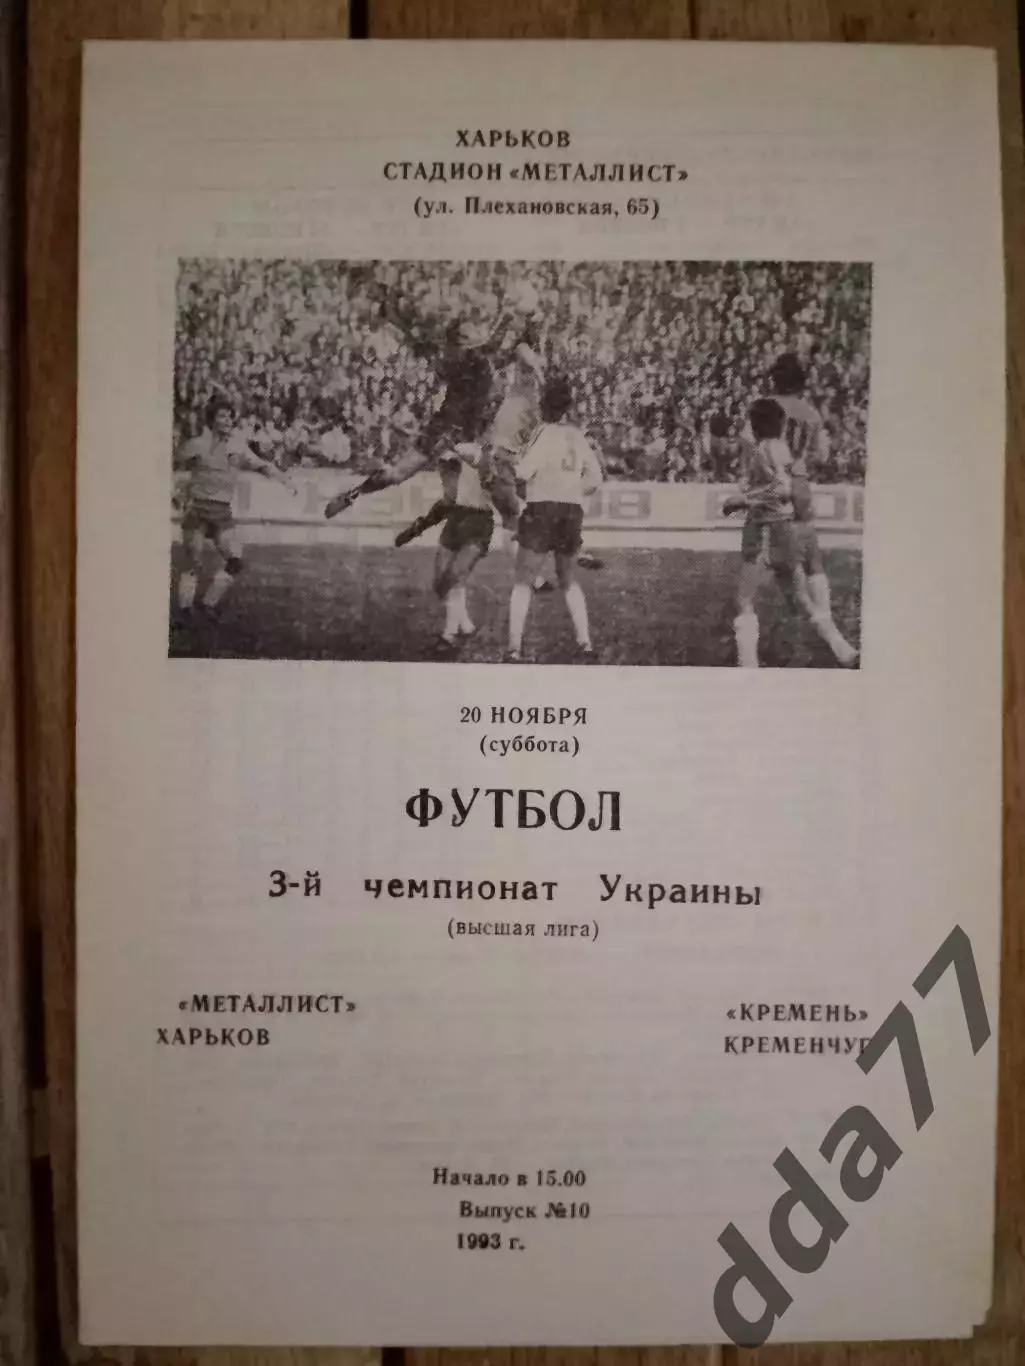 ХАРЬКОВ
СТАДИОН «МЕТАЛЛИСТ»
(ул. Плехановская, 65)
20 НОЯБРЯ
(суббота)
ФУТБОЛ
3-й чемпионат Украины
(высшая лига)
«МЕТАЛЛИСТ»
ХАРЬКОВ
«КРЕМЕНЬ»
КРЕМЕНЧУГ
Начало в 15.00
Выпуск №10
1993 г.
dda77